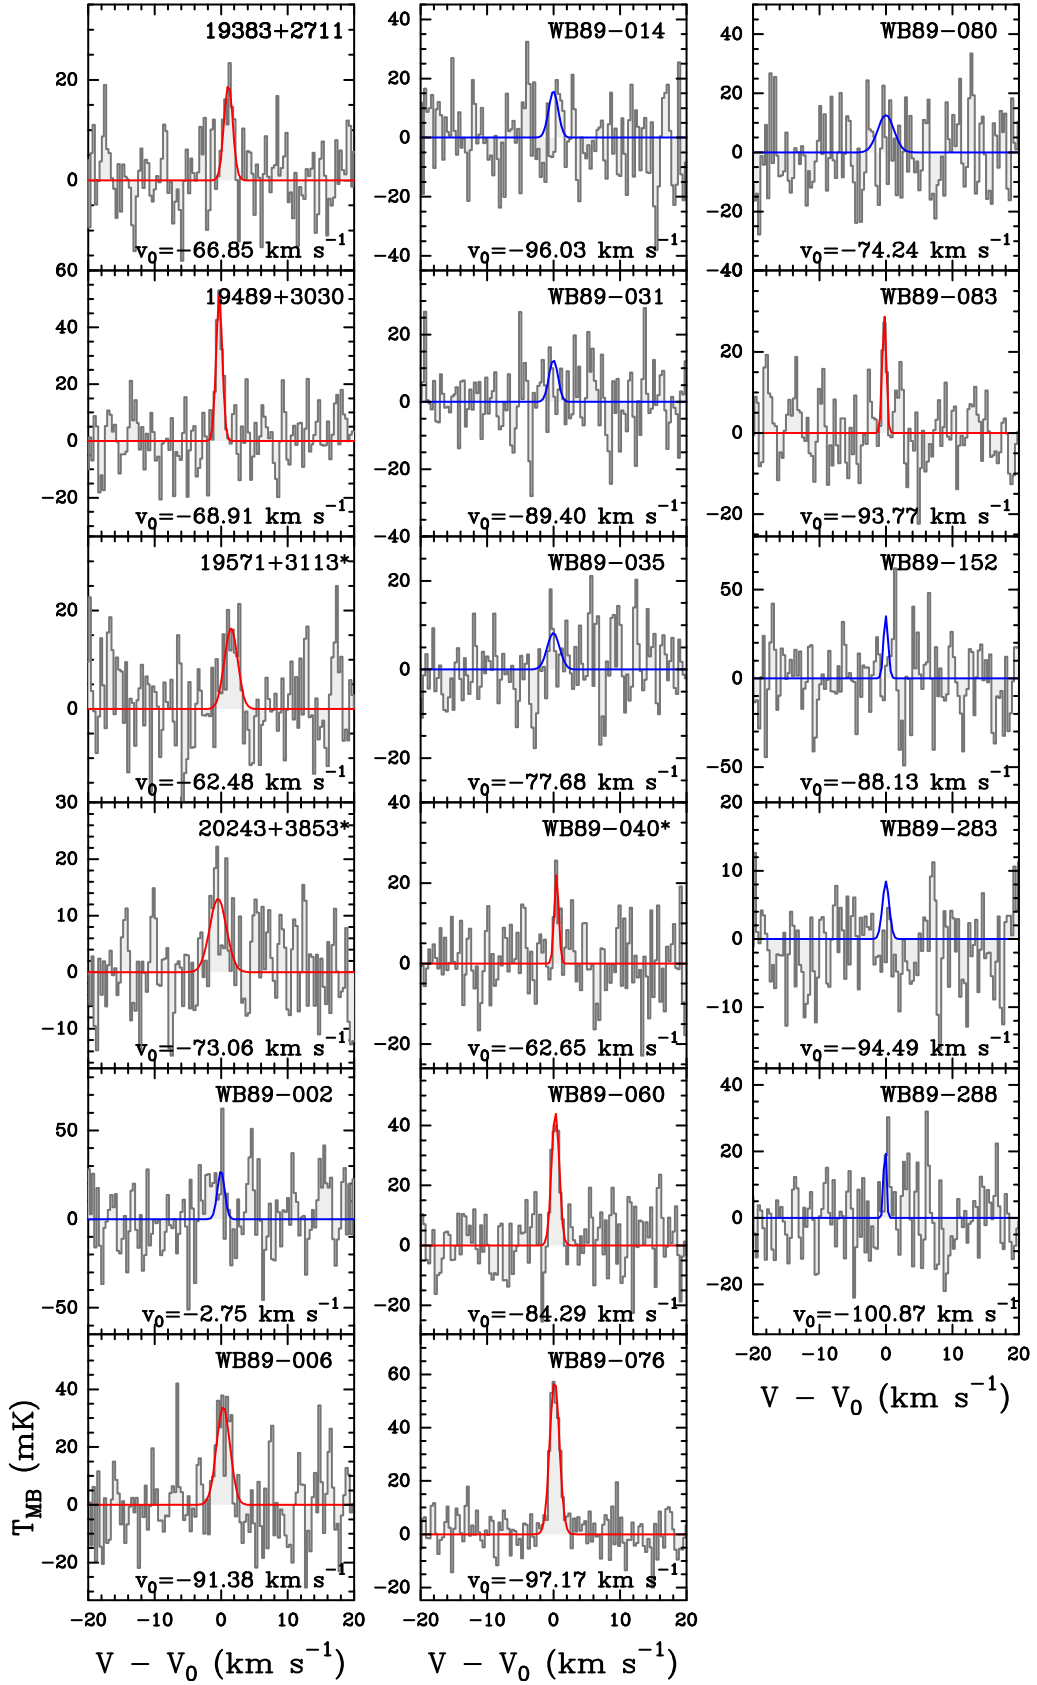 19383+2711
20
0
v0=−66.85 km s−1
60
19489+3030
40
20
0
−20
v0=−68.91 km s−1
19571+3113*
20
0
v0=−62.48 km s−1
30
20243+3853*
20
10
0
−10
v0=−73.06 km s−1
WB89−002
50
0
−50
v0=−2.75 km s−1
WB89−006
40
20
0
−20
v0=−91.38 km s−1
−20 −10 0 10 20
V − V0 (km s−1)
TMB (mK)
40
WB89−014
20
0
−20
v0=−96.03 km s−1
−40
WB89−031
20
0
−20
v0=−89.40 km s−1
−40
WB89−035
20
0
−20
v0=−77.68 km s−1
40
WB89−040*
20
0
−20
v0=−62.65 km s−1
WB89−060
40
20
0
−20
v0=−84.29 km s−1
WB89−076
60
40
20
0
−20
v0=−97.17 km s−1
−20 −10 0 10 20
V − V0 (km s−1)
WB89−080
40
20
0
−20
v0=−74.24 km s−1
−40
WB89−083
20
0
−20
v0=−93.77 km s−1
WB89−152
50
0
−50
v0=−88.13 km s−1
20
WB89−283
10
0
−10
v0=−94.49 km s−1
WB89−288
40
20
0
−20
v0=−100.87 km s−1
−20 −10 0 10 20
V − V0 (km s−1)